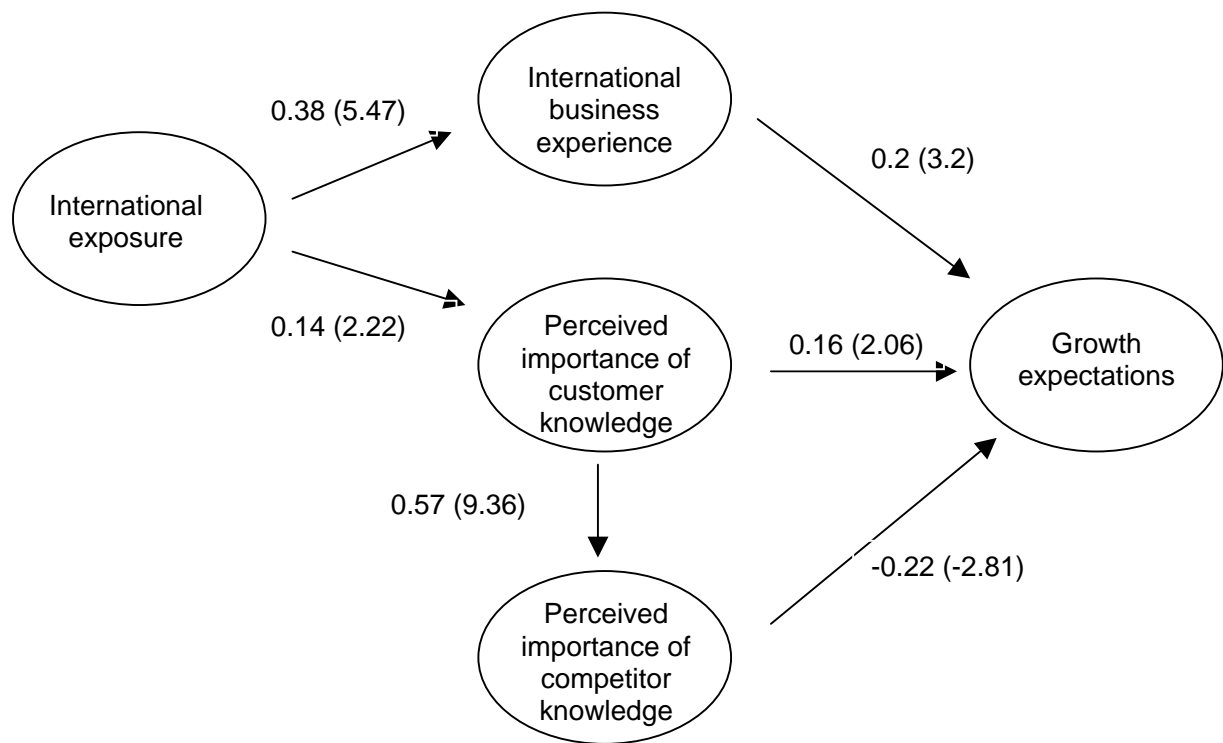 International
business
experience
0.38 (5.47)
0.2 (3.2)
International
exposure
0.14 (2.22)
Perceived
importance of
customer
knowledge
0.16 (2.06)
Growth
expectations
0.57 (9.36)
-0.22 (-2.81)
Perceived
importance of
competitor
knowledge